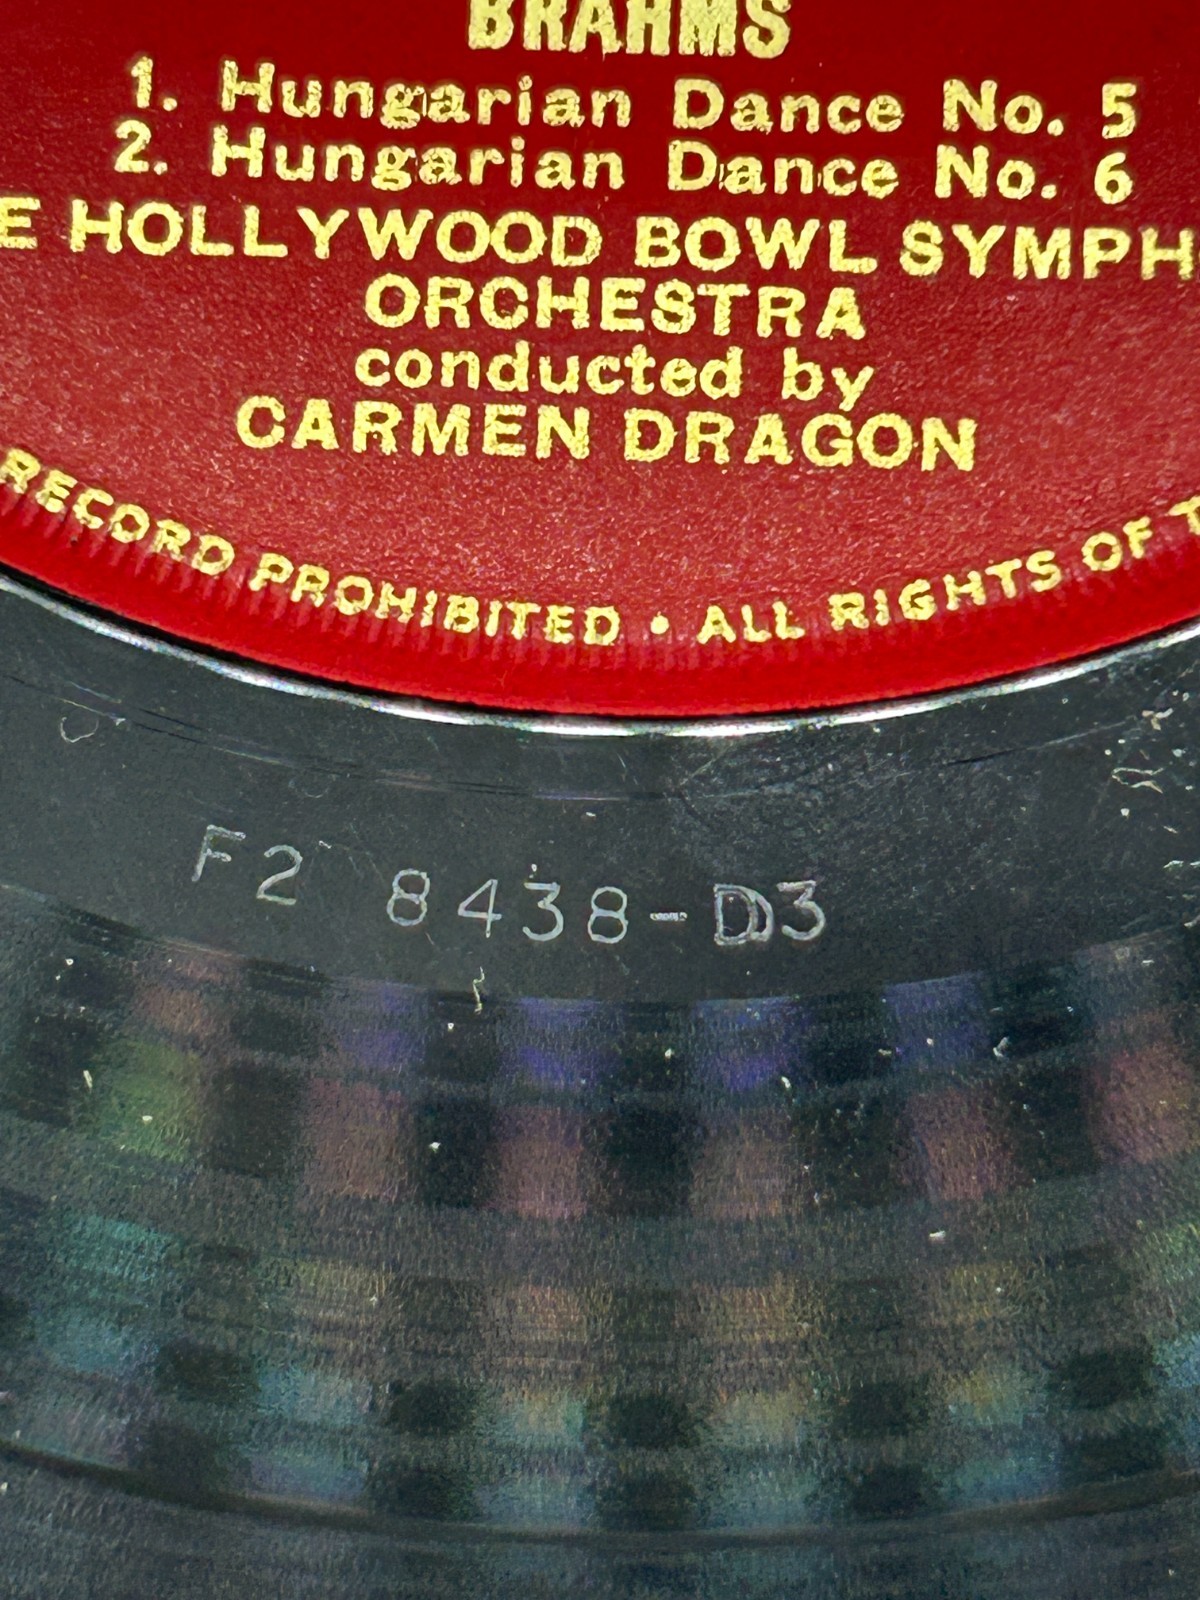 BRAHMS
1. Hungarian Dance No. 5
2. Hungarian Dance No. 6
E HOLLYWOOD BOWL SYMPH
ORCHESTRA
conducted by
CARMEN DRAGON
RECORD PROHIBITED • ALL RIGHTS OF T
F2 8438-D3